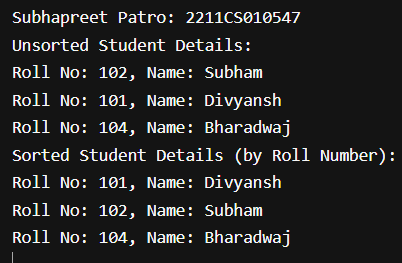 Subhapreet Patro: 2211CS010547
Unsorted Student Details:
Roll No: 102, Name: Subham
Roll No: 101, Name: Divyansh
Roll No: 104, Name: Bharadwaj
Sorted Student Details (by Roll Number):
Roll No: 101, Name: Divyansh
Roll No: 102, Name: Subham
Roll No: 104, Name: Bharadwaj